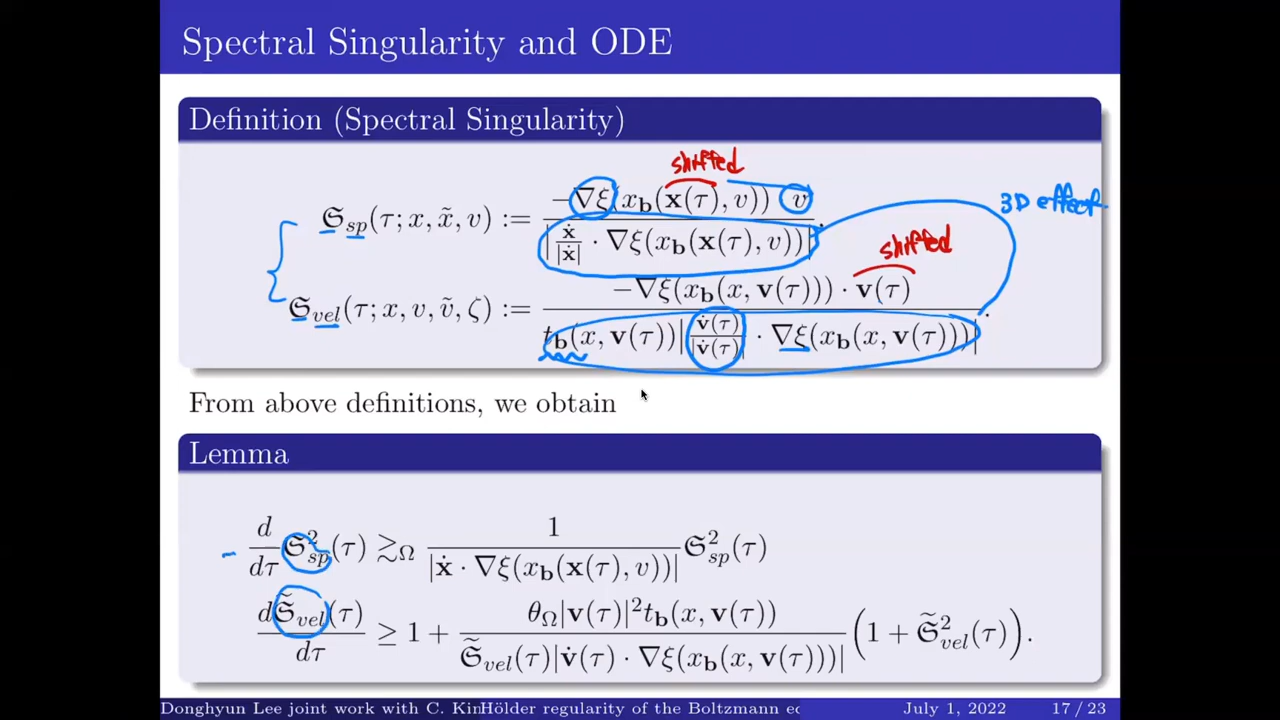 Spectral Singularity and ODE
Definition (Spectral Singularity)
shifted
𝔖_sp(τ; x, x̃, v) := −∇ξ(x_b(x(τ), v)) · v / |ẋ/|ẋ| · ∇ξ(x_b(x(τ), v))|.
3D effect
shifted
𝔖_vel(τ; x, v, ṽ, ζ) := −∇ξ(x_b(x, v(τ))) · v(τ) / t_b(x, v(τ))|v̇(τ)/|v̇(τ)| · ∇ξ(x_b(x, v(τ)))|.
From above definitions, we obtain
Lemma
− d/dτ 𝔖²_sp(τ) ≳_Ω 1/|ẋ · ∇ξ(x_b(x(τ), v))| 𝔖²_sp(τ)
d𝔖̃_vel(τ)/dτ ≥ 1 + θ_Ω|v(τ)|²t_b(x, v(τ)) / 𝔖̃_vel(τ)|v̇(τ) · ∇ξ(x_b(x, v(τ)))| (1 + 𝔖̃²_vel(τ)).
Donghyun Lee joint work with C. Kim Hölder regularity of the Boltzmann eq July 1, 2022 17 / 23